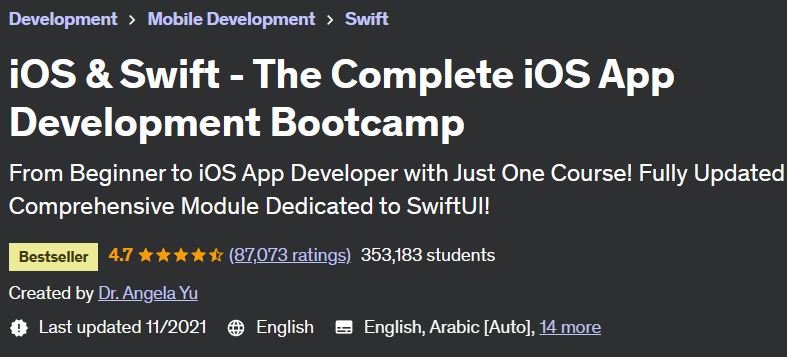 Development > Mobile Development > Swift
iOS & Swift - The Complete iOS App
Development Bootcamp
From Beginner to iOS App Developer with Just One Course! Fully Updated
Comprehensive Module Dedicated to SwiftUI!
Bestseller 4.7 (87,073 ratings) 353,183 students
Created by Dr. Angela Yu
Last updated 11/2021 English English, Arabic [Auto], 14 more